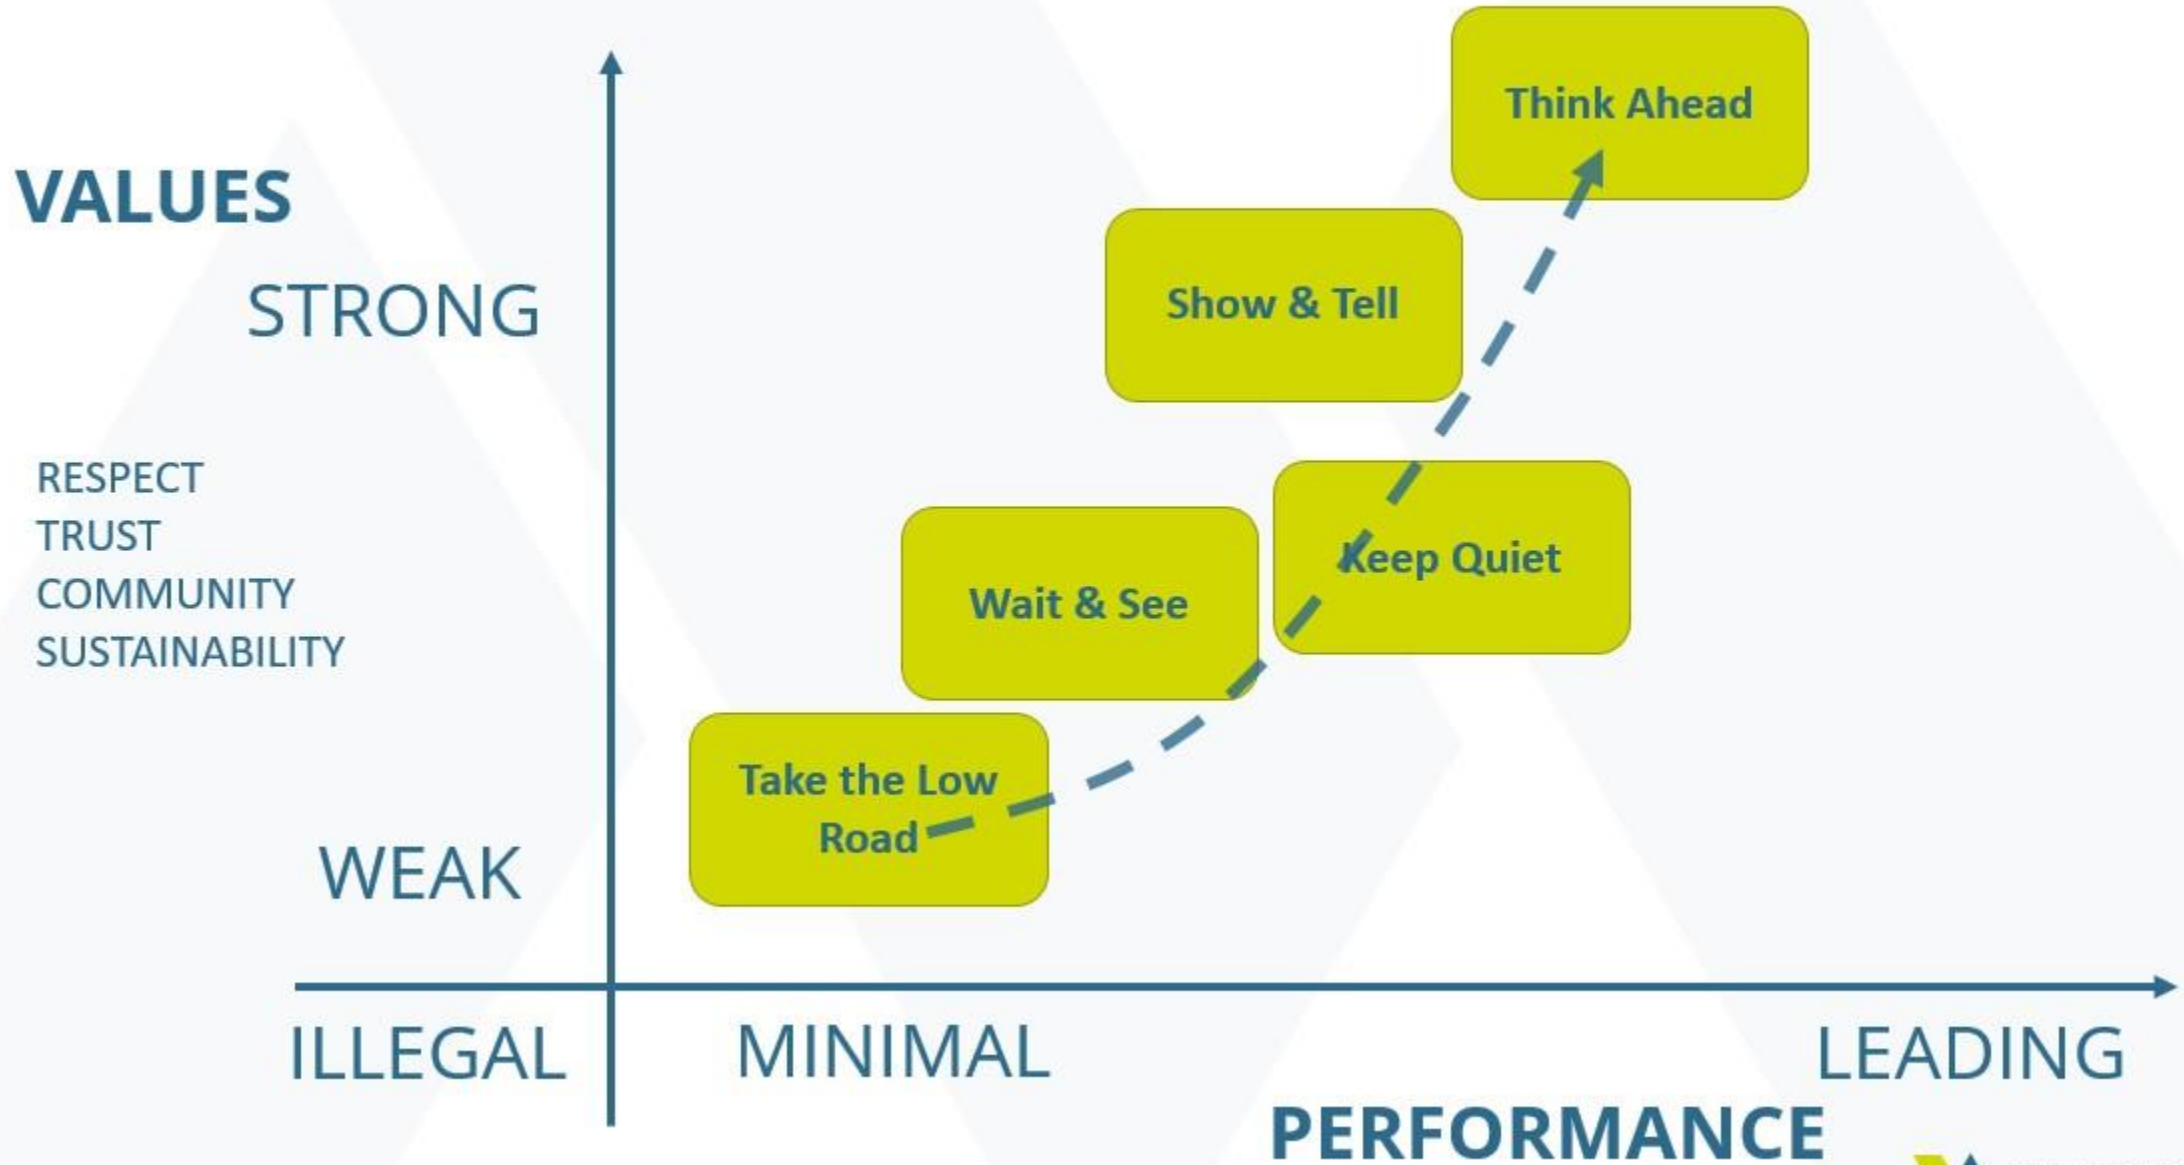 Think Ahead
VALUES
STRONG
Show & Tell
RESPECT
TRUST
COMMUNITY
SUSTAINABILITY
Keep Quiet
Wait & See
Take the Low
Road
WEAK
ILLEGAL
MINIMAL
LEADING
PERFORMANCE